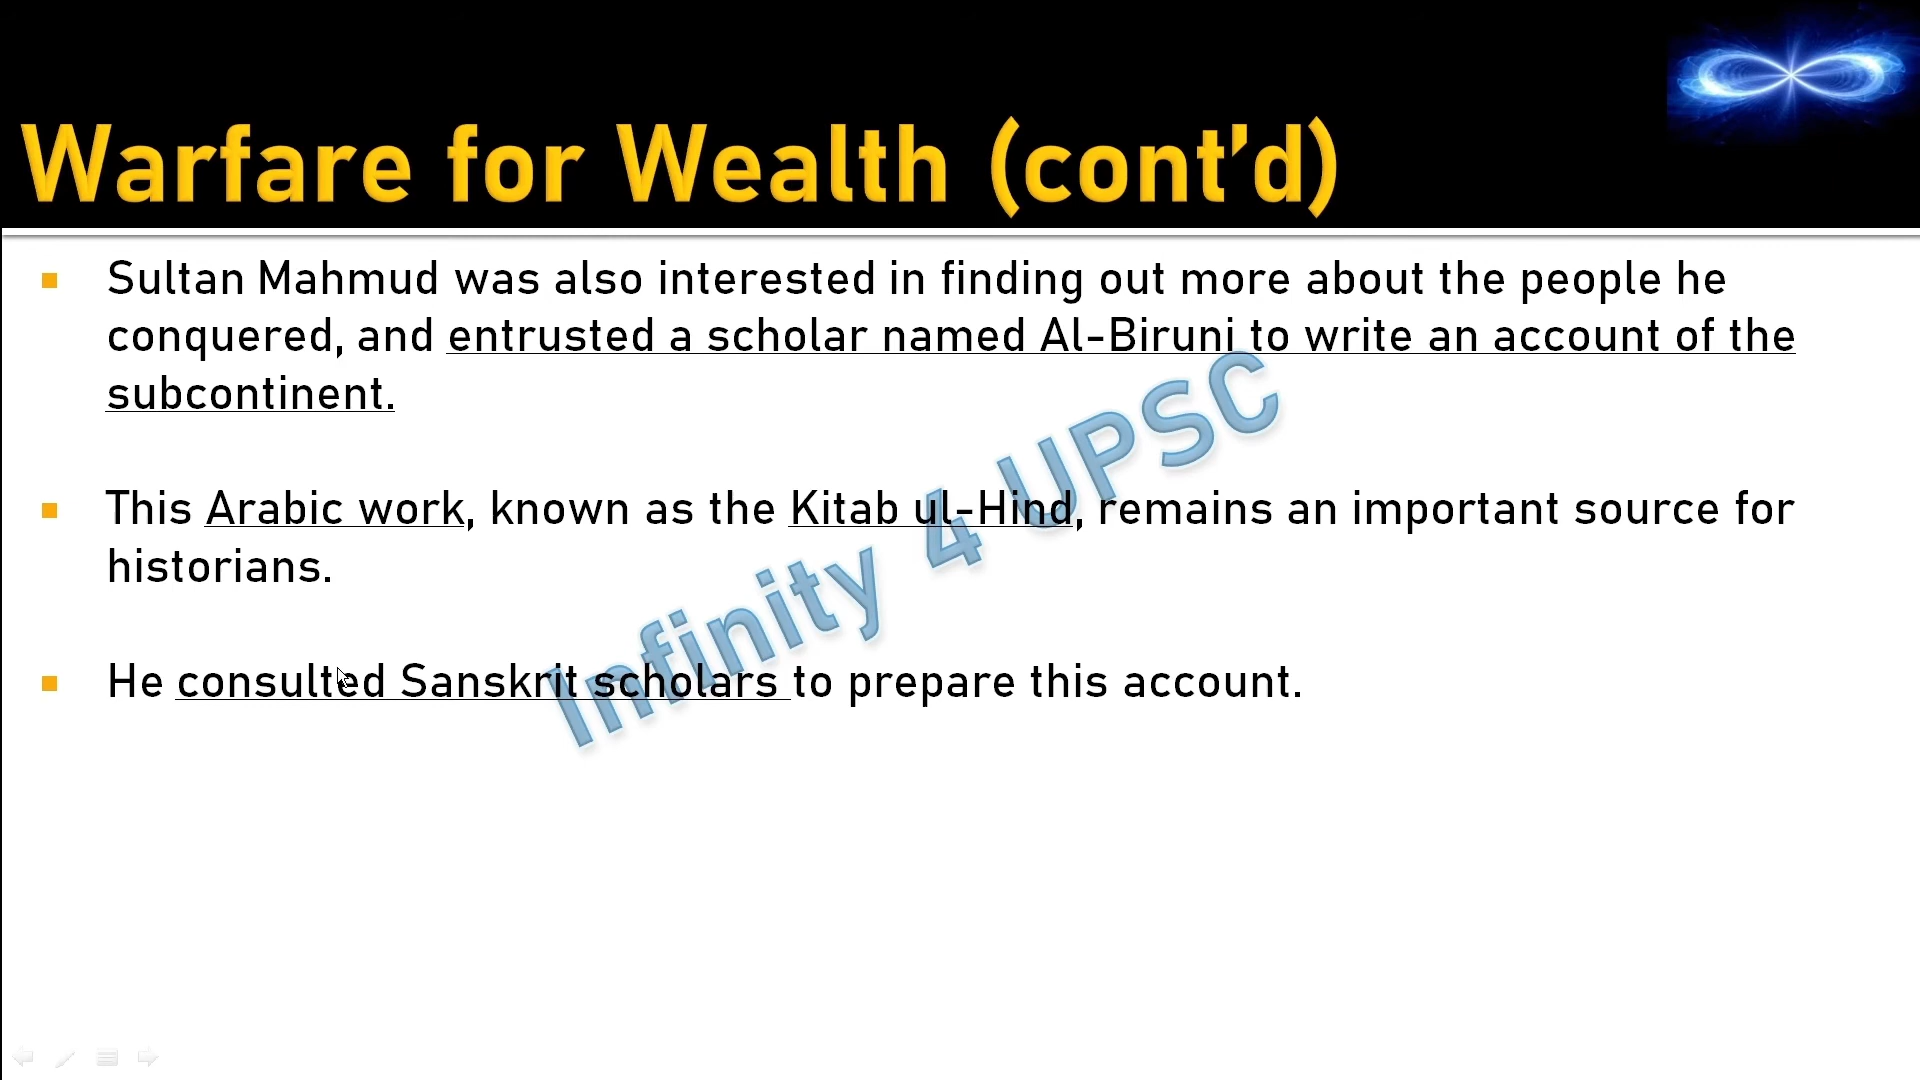 Warfare for Wealth (cont’d)
Sultan Mahmud was also interested in finding out more about the people he
conquered, and entrusted a scholar named Al-Biruni to write an account of the
subcontinent.
This Arabic work, known as the Kitab ul-Hind, remains an important source for
historians.
He consulted Sanskrit scholars to prepare this account.
Infinity 4 UPSC